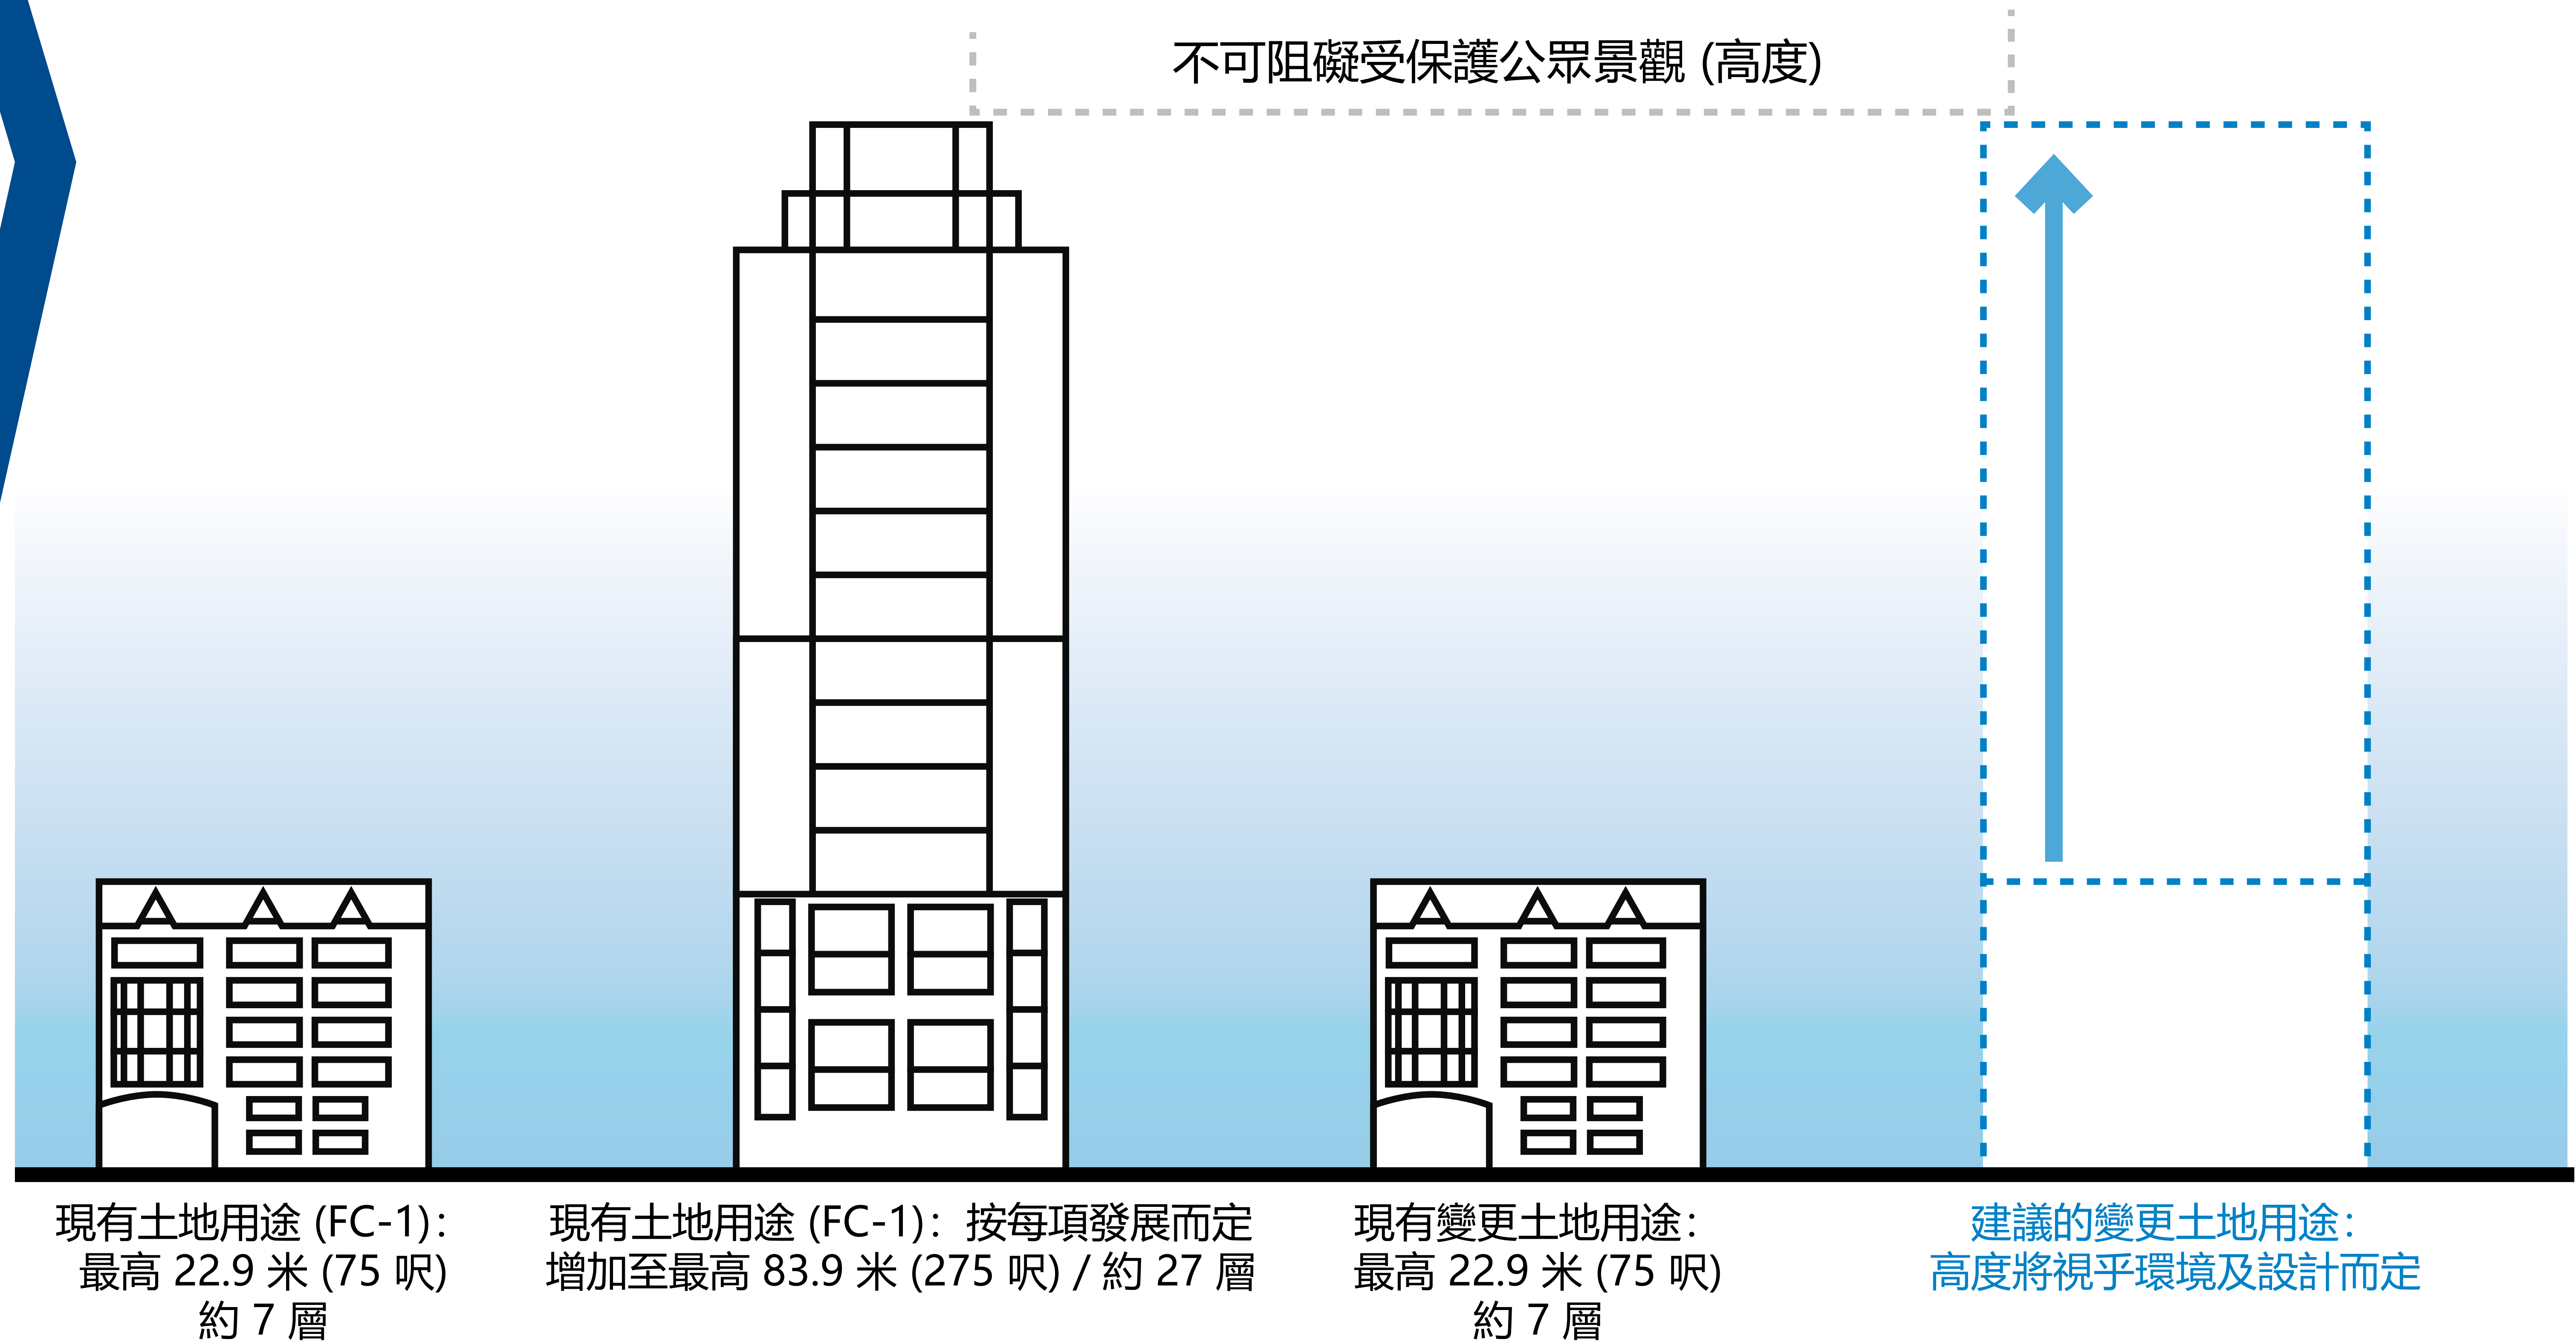 不可阻礙受保護公眾景觀 (高度)
現有土地用途 (FC-1)：
最高 22.9 米 (75 呎)
約 7 層
現有土地用途 (FC-1)：按每項發展而定
增加至最高 83.9 米 (275 呎) / 約 27 層
現有變更土地用途：
最高 22.9 米 (75 呎)
約 7 層
建議的變更土地用途：
高度將視乎環境及設計而定